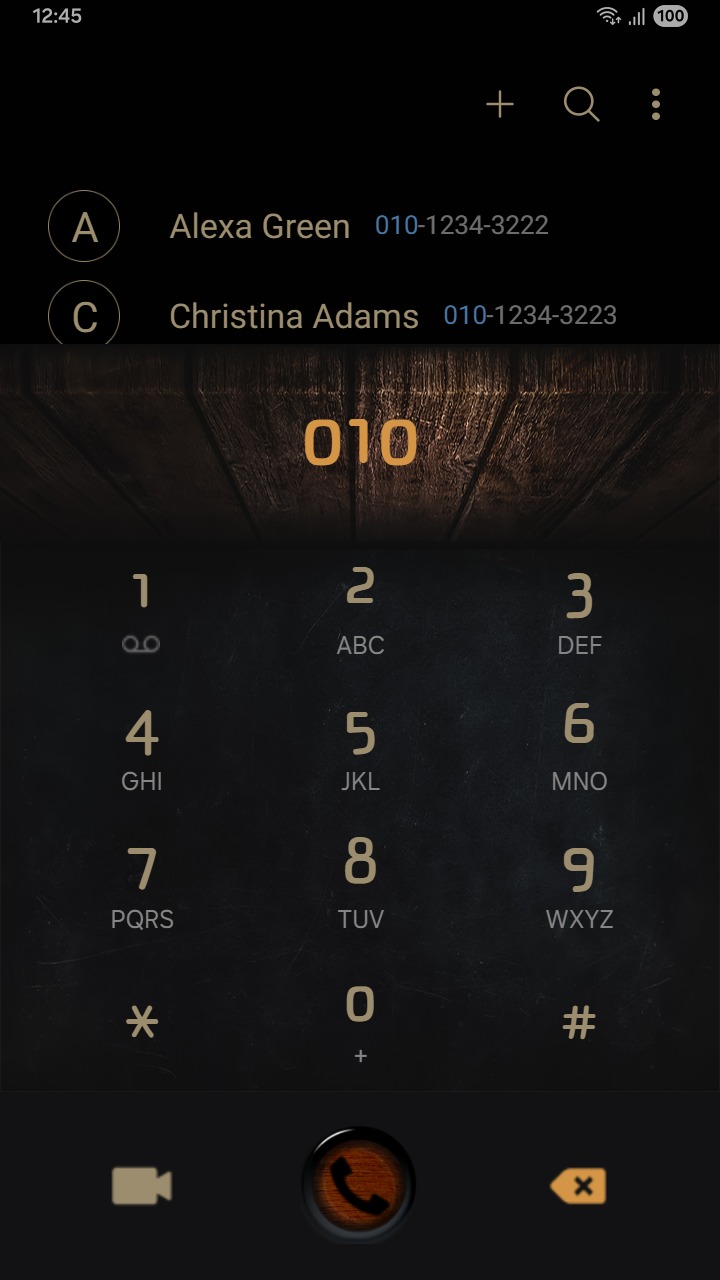 12:45 100
A Alexa Green 010-1234-3222
C Christina Adams 010-1234-3223
010
1 2 3
ABC DEF
4 5 6
GHI JKL MNO
7 8 9
PQRS TUV WXYZ
* 0 #
+